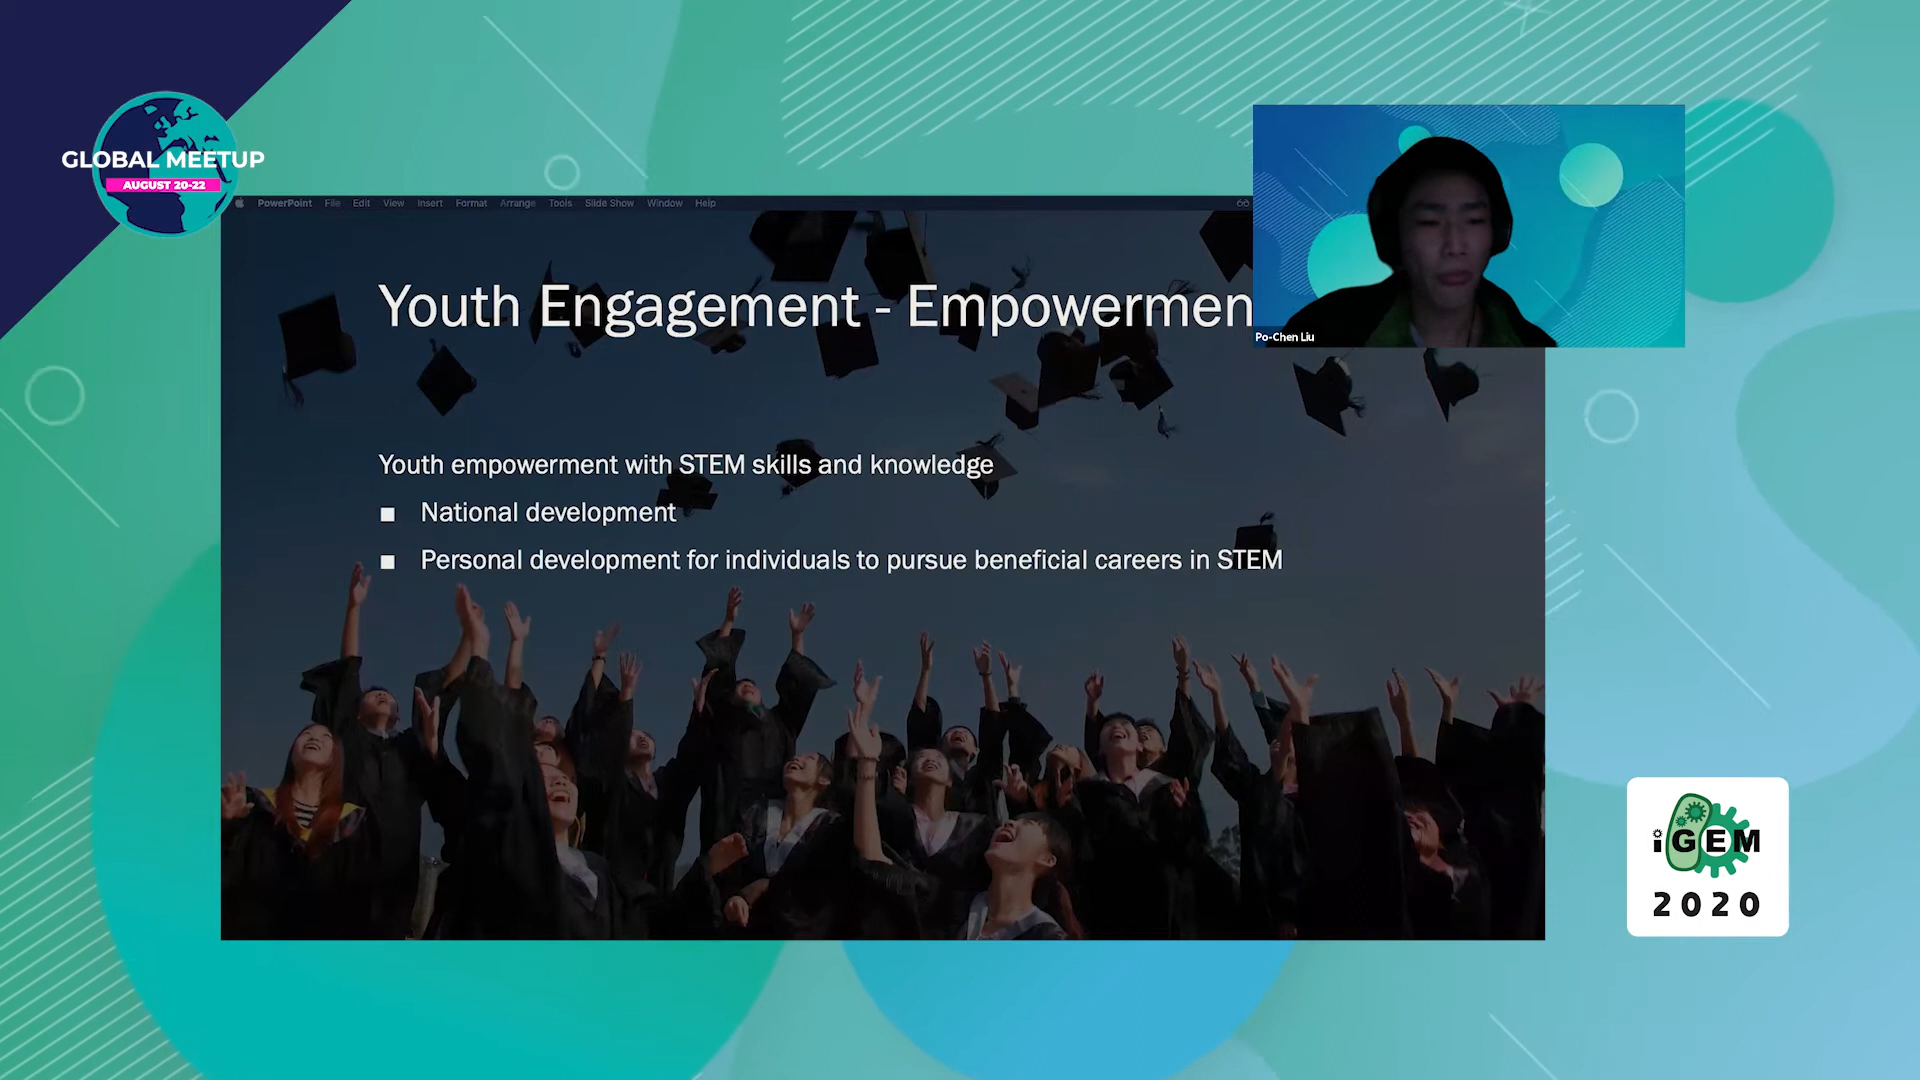 GLOBAL MEETUP
AUGUST 20-22
PowerPoint File Edit View Insert Format Arrange Tools Slide Show Window Help
Youth Engagement - Empowermen
Po-Chen Liu
Youth empowerment with STEM skills and knowledge
■ National development
■ Personal development for individuals to pursue beneficial careers in STEM
iGEM
2020